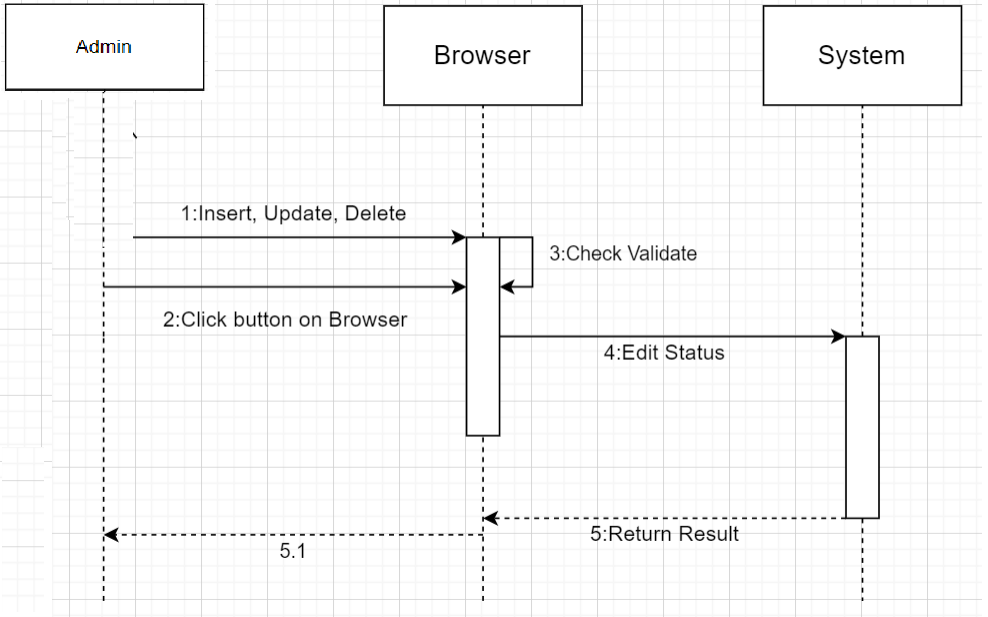 Admin
Browser
System
1:Insert, Update, Delete
3:Check Validate
2:Click button on Browser
4:Edit Status
5:Return Result
5.1